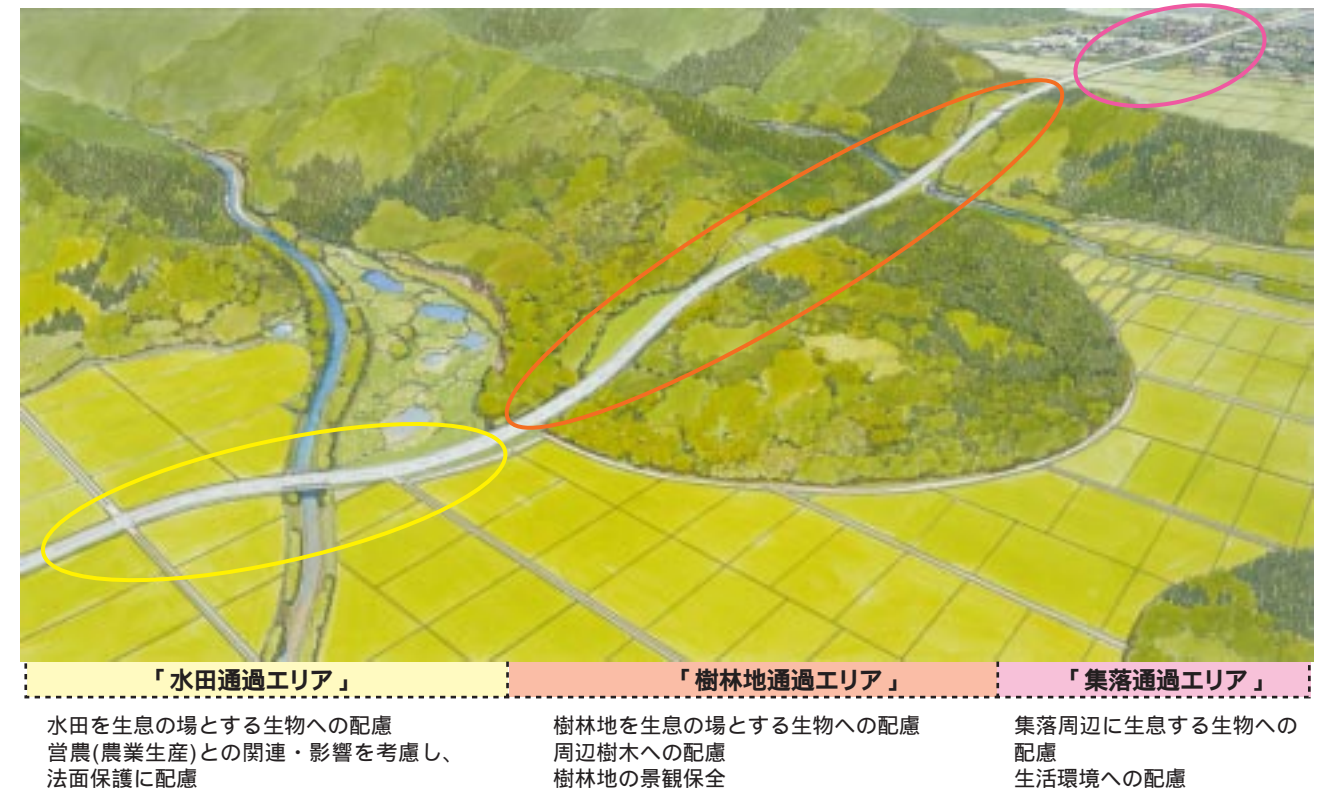 「水田通過エリア」
「樹林地通過エリア」
「集落通過エリア」
水田を生息の場とする生物への配慮
営農(農業生産)との関連・影響を考慮し、
法面保護に配慮
樹林地を生息の場とする生物への配慮
周辺樹木への配慮
樹林地の景観保全
集落周辺に生息する生物への
配慮
生活環境への配慮